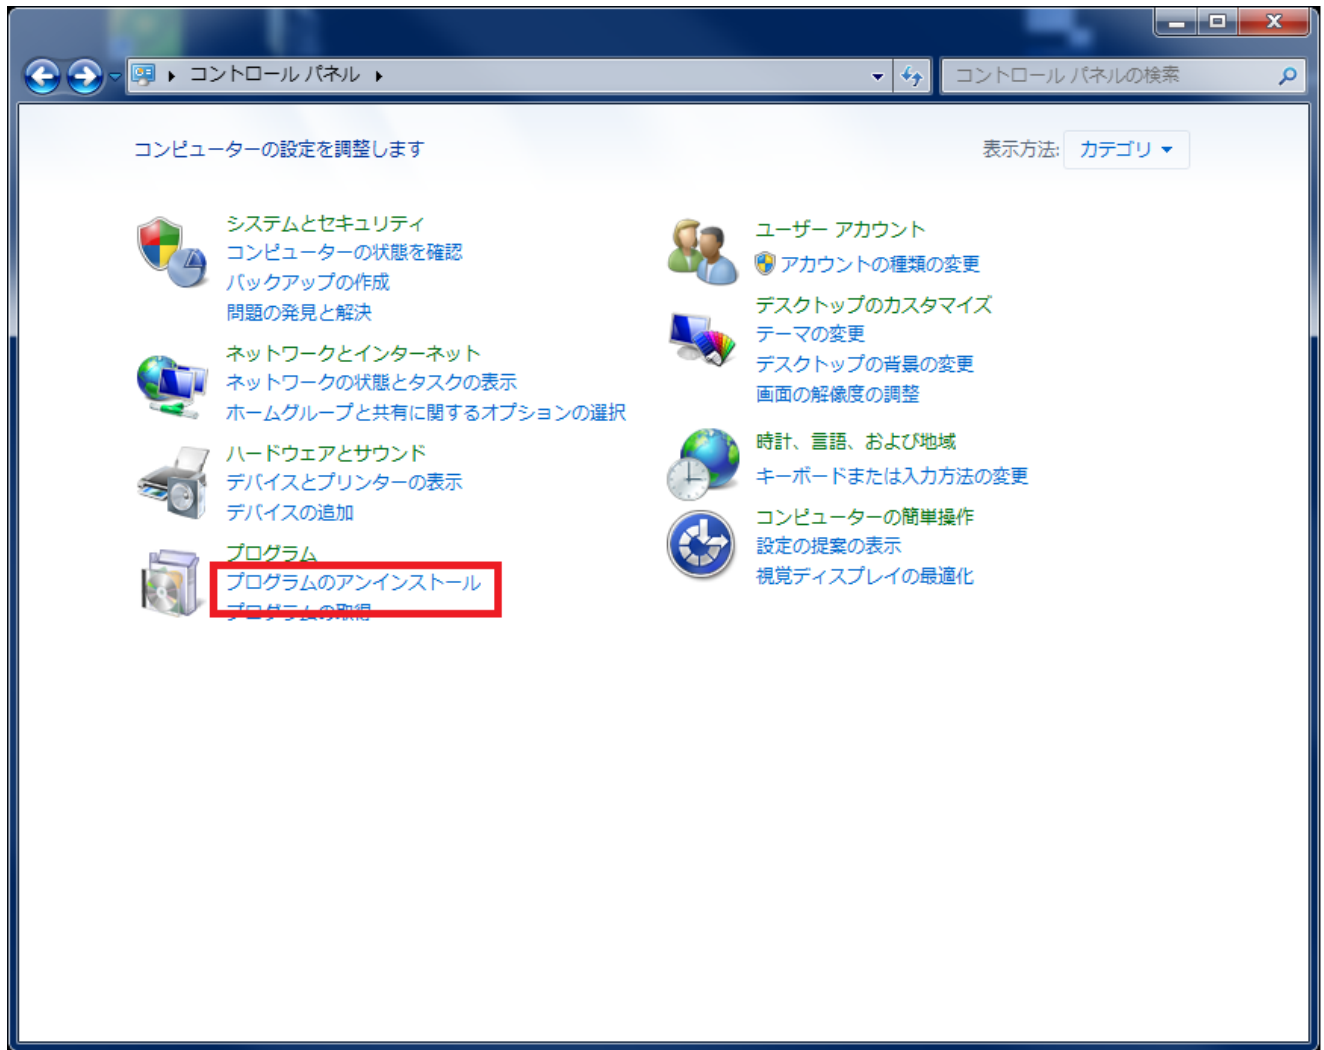 コントロール パネル
コントロール パネルの検索
コンピューターの設定を調整します
表示方法: カテゴリ
システムとセキュリティ
コンピューターの状態を確認
バックアップの作成
問題の発見と解決
ネットワークとインターネット
ネットワークの状態とタスクの表示
ホームグループと共有に関するオプションの選択
ハードウェアとサウンド
デバイスとプリンターの表示
デバイスの追加
プログラム
プログラムのアンインストール
プログラムの取得
ユーザー アカウント
アカウントの種類の変更
デスクトップのカスタマイズ
テーマの変更
デスクトップの背景の変更
画面の解像度の調整
時計、言語、および地域
キーボードまたは入力方法の変更
コンピューターの簡単操作
設定の提案の表示
視覚ディスプレイの最適化